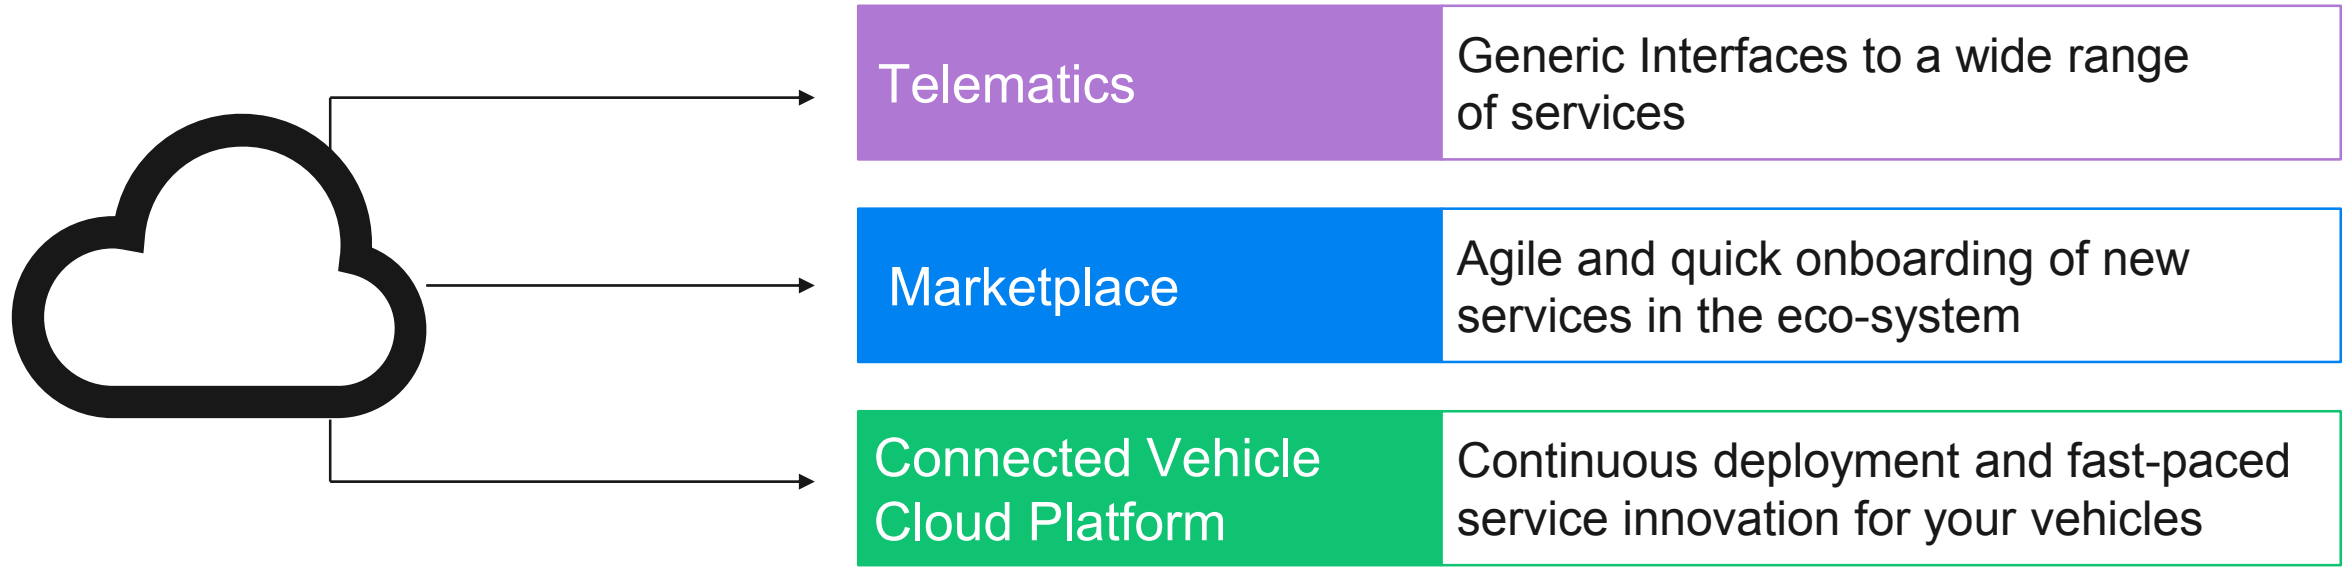 Telematics
Generic Interfaces to a wide range
of services
Marketplace
Agile and quick onboarding of new
services in the eco-system
Connected Vehicle
Cloud Platform
Continuous deployment and fast-paced
service innovation for your vehicles